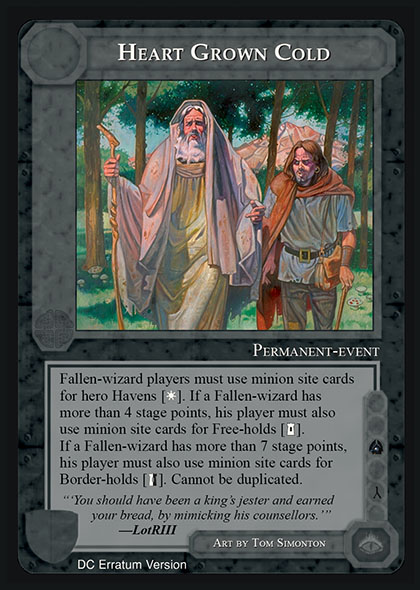 HEART GROWN COLD
PERMANENT-EVENT
Fallen-wizard players must use minion site cards
for hero Havens [☀]. If a Fallen-wizard has
more than 4 stage points, his player must also
use minion site cards for Free-holds [].
If a Fallen-wizard has more than 7 stage points,
his player must also use minion site cards for
Border-holds []. Cannot be duplicated.
“‘You should have been a king’s jester and earned
your bread, by mimicking his counsellors.’”
—LotRIII
ART BY TOM SIMONTON
DC Erratum Version